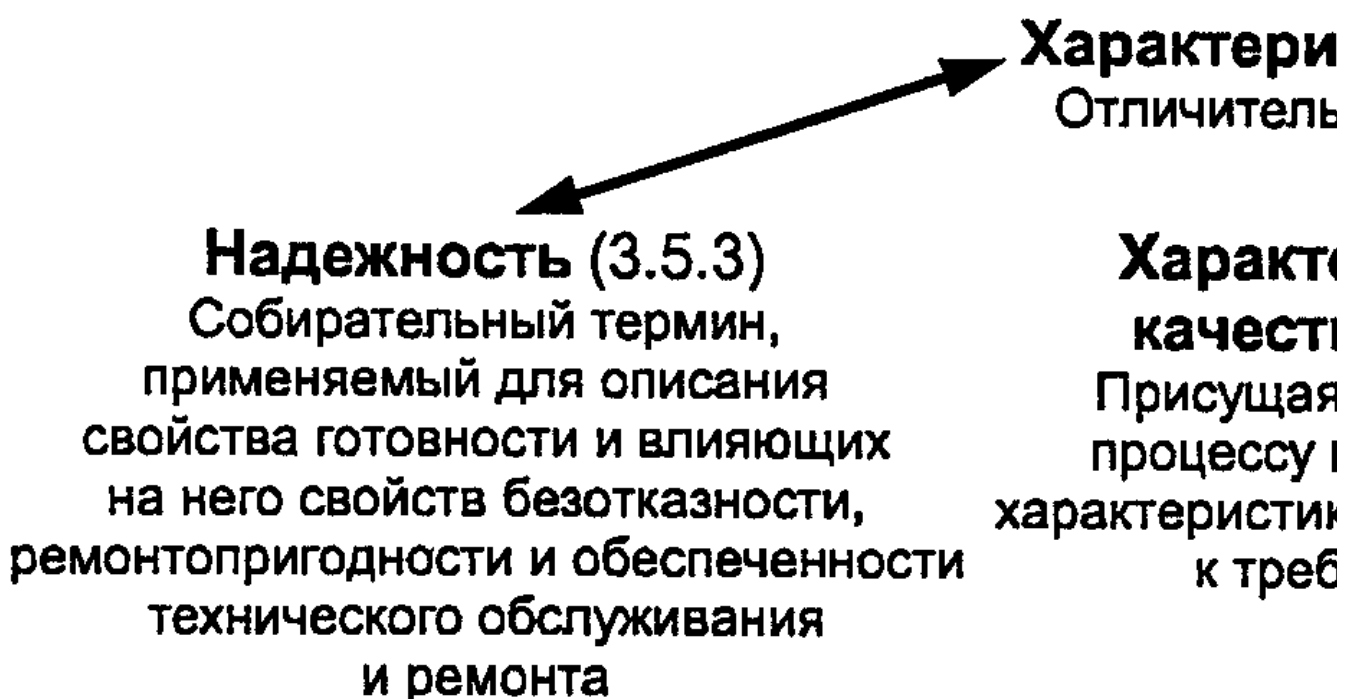 Характери
Отличитель
Надежность (3.5.3)
Собирательный термин,
применяемый для описания
свойства готовности и влияющих
на него свойств безотказности,
ремонтопригодности и обеспеченности
технического обслуживания
и ремонта
Характе
качеств
Присущая
процессу
характеристик
к треб